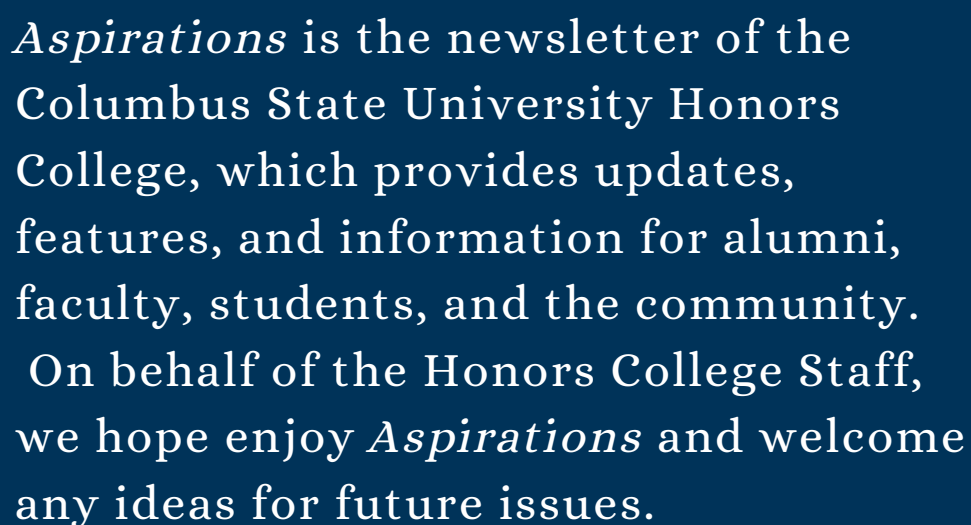 Aspirations is the newsletter of the
Columbus State University Honors
College, which provides updates,
features, and information for alumni,
faculty, students, and the community.
On behalf of the Honors College Staff,
we hope enjoy Aspirations and welcome
any ideas for future issues.